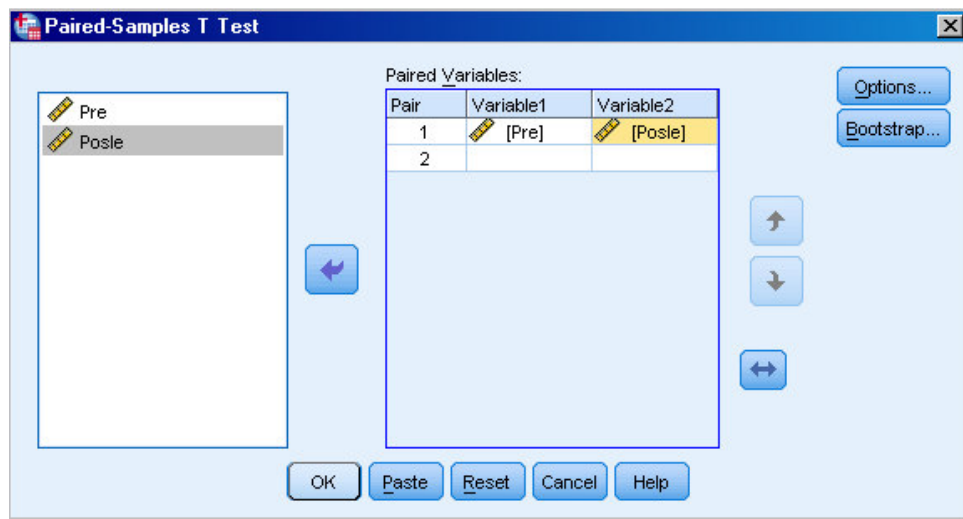 Paired-Samples T Test
Pre
Posle
Paired Variables:
Pair Variable1 Variable2
1 [Pre] [Posle]
2
Options...
Bootstrap...
OK Paste Reset Cancel Help